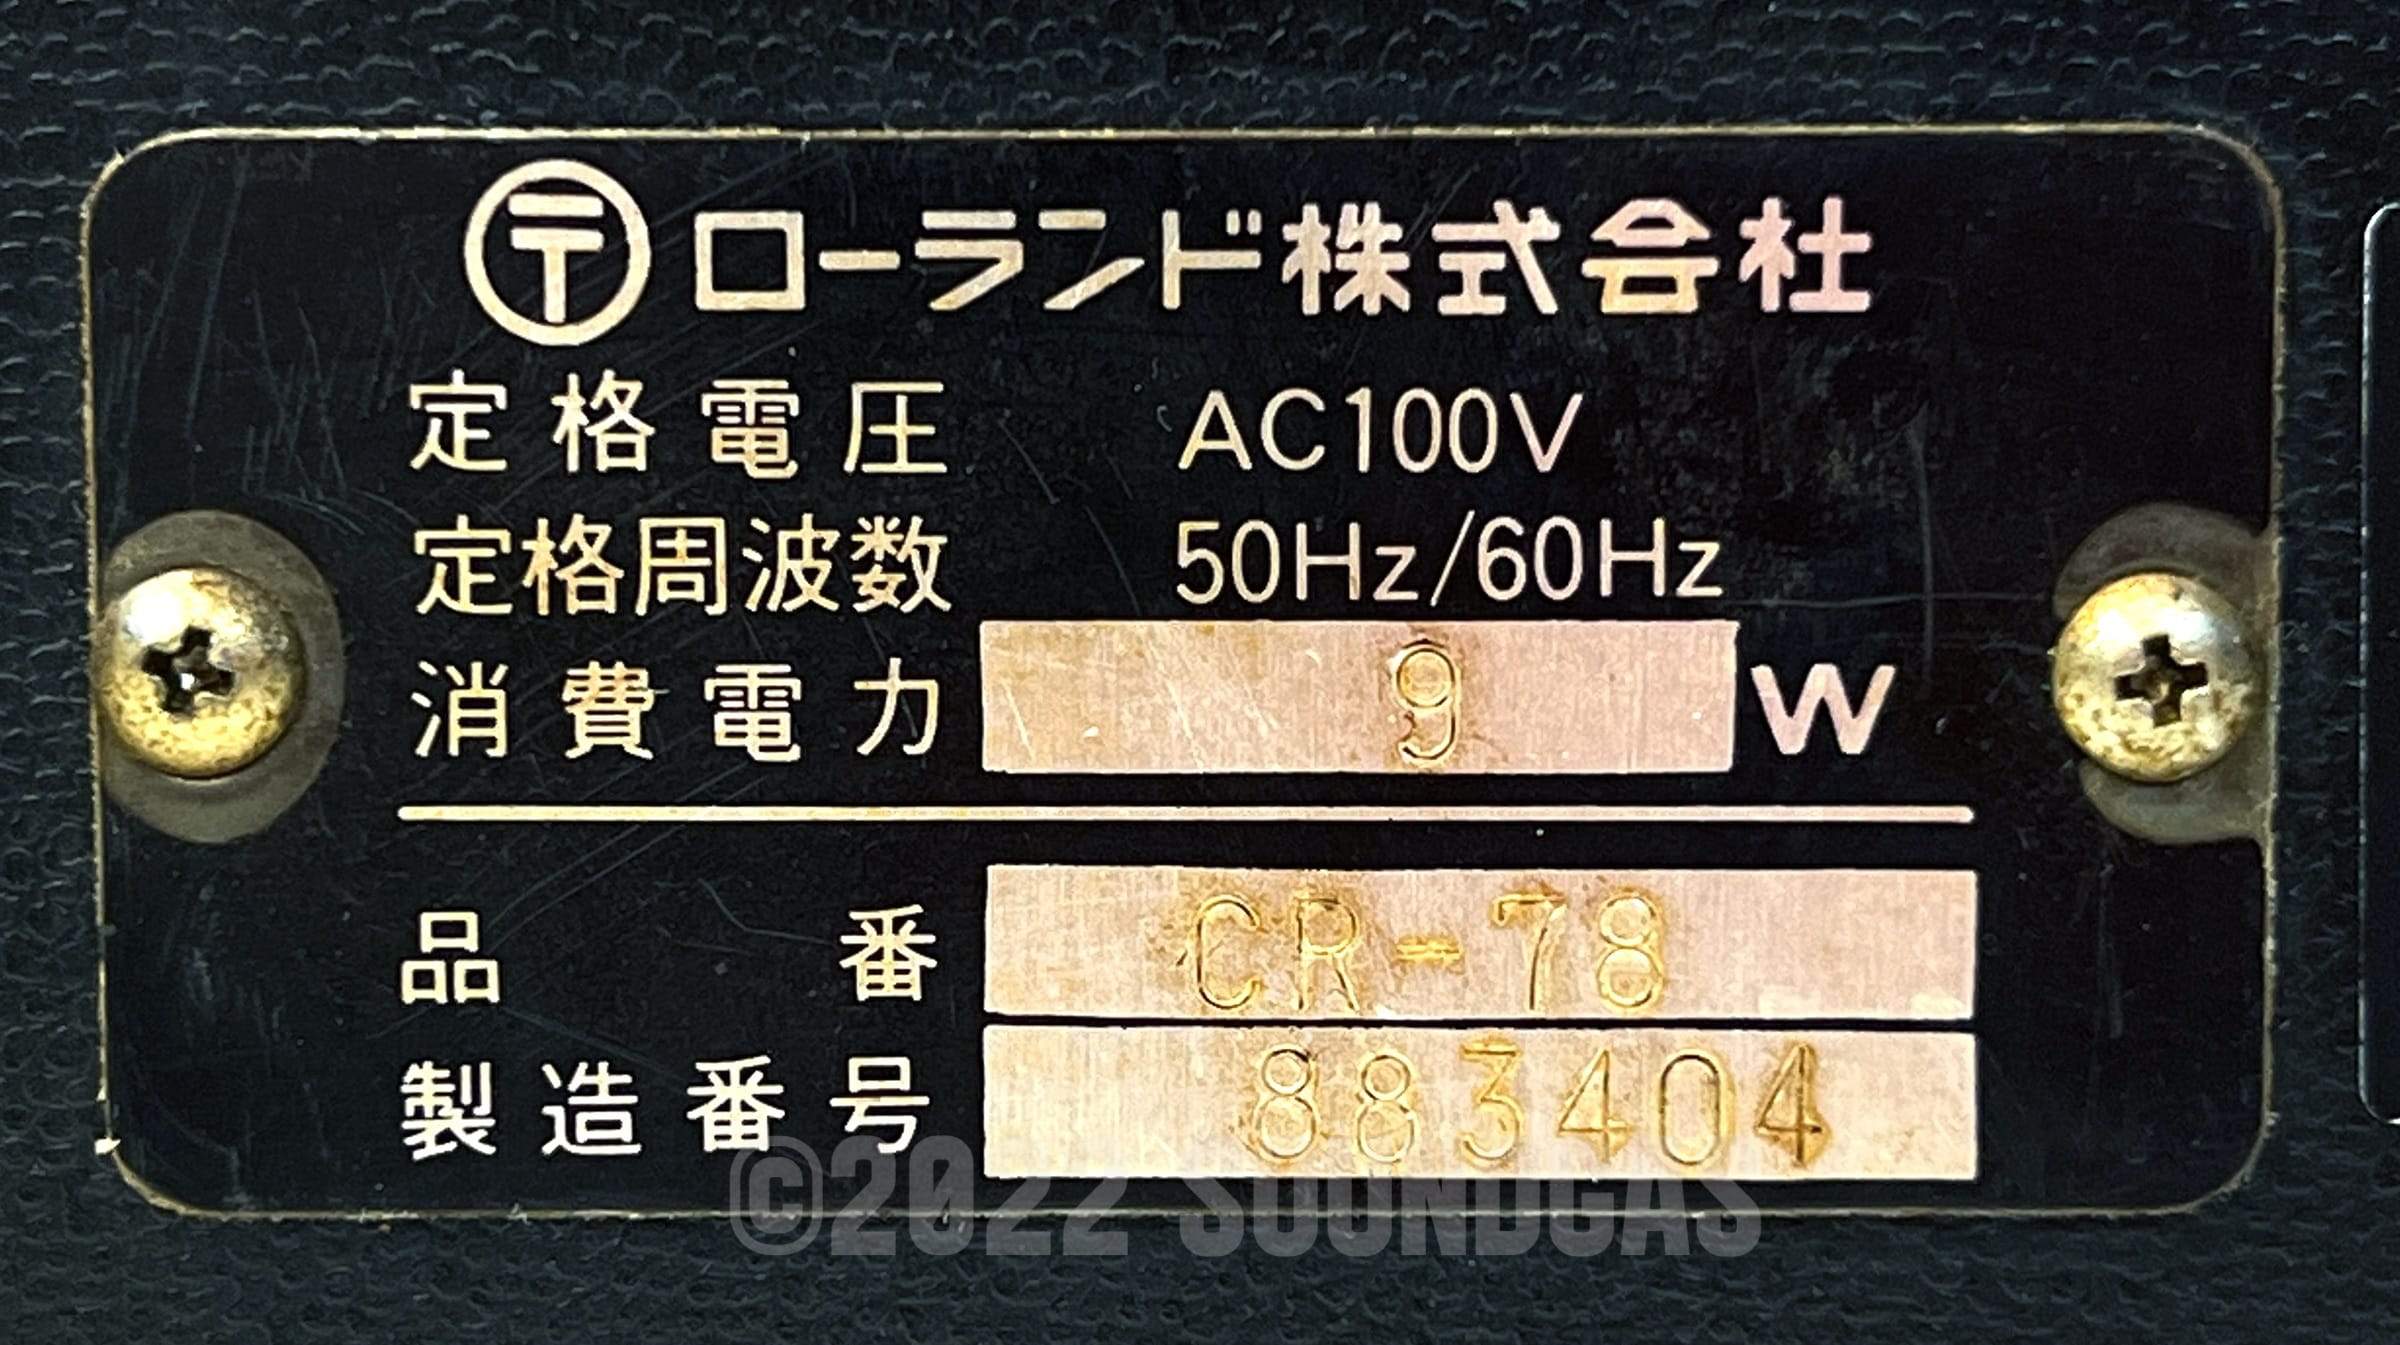 〒 ローランド株式会社
定格電圧 AC100V
定格周波数 50Hz/60Hz
消費電力 9 W
品番 CR-78
製造番号 883404
©2022 SOUNDGAS